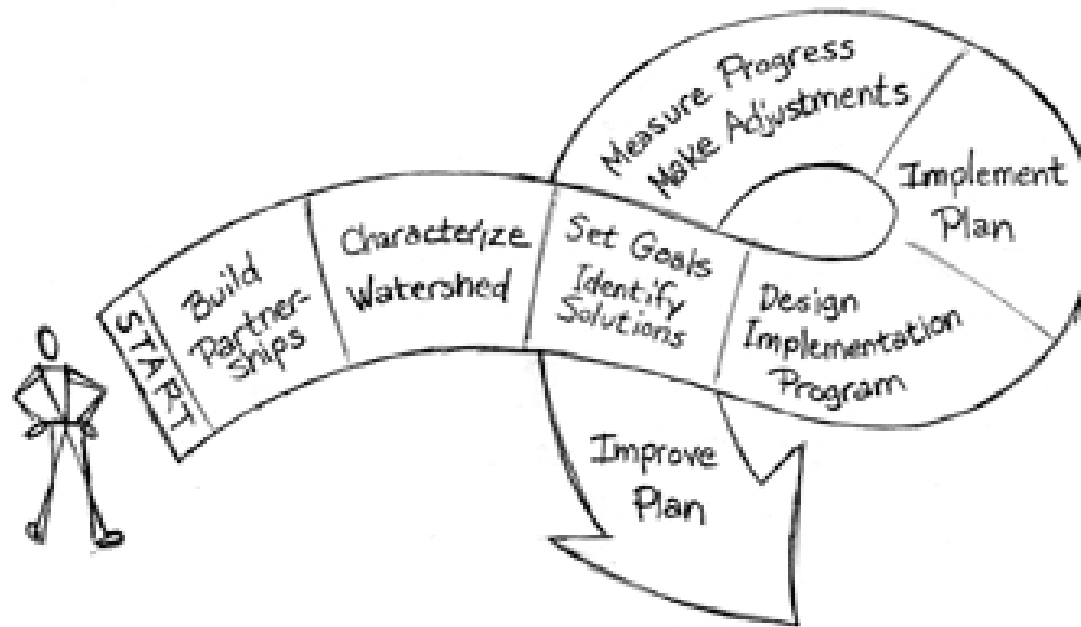 START
Build
Partner-
ships
Characterize
Watershed
Set Goals
Identify
Solutions
Design
Implementation
Program
Implement
Plan
Measure Progress
Make Adjustments
Improve
Plan